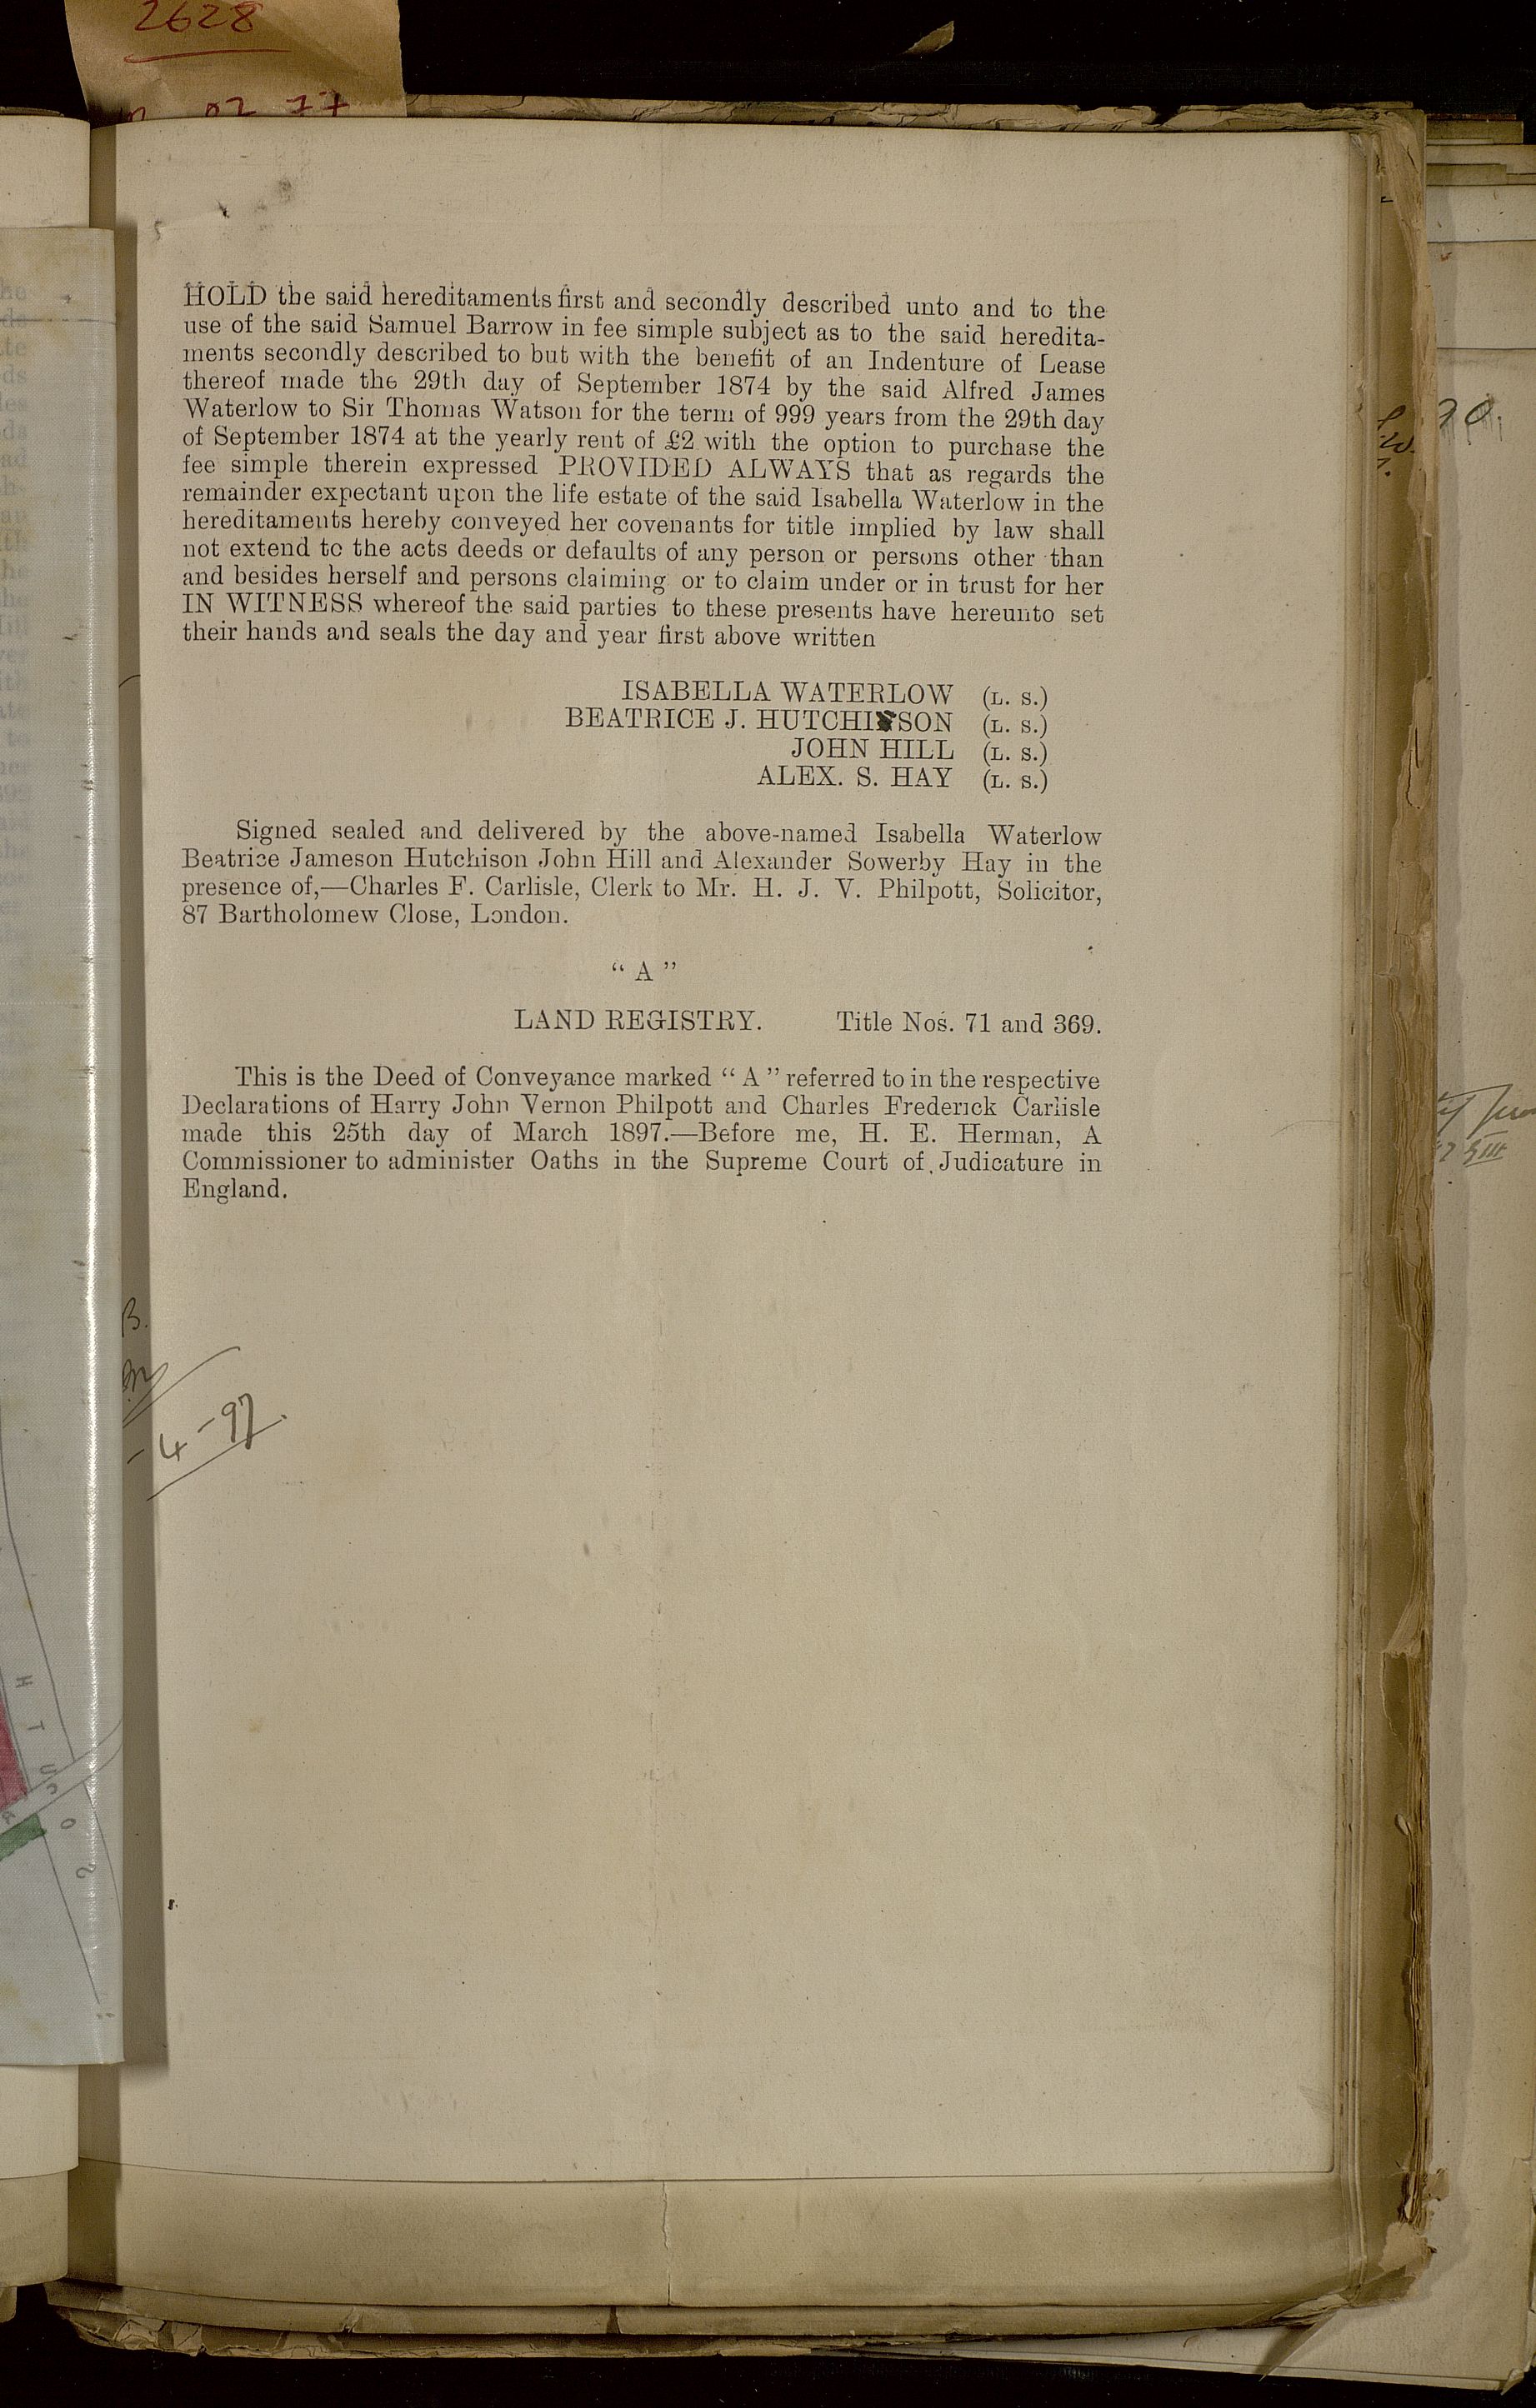 2628
HOLD the said hereditaments first and secondly described unto and to the
use of the said Samuel Barrow in fee simple subject as to the said heredita-
ments secondly described to but with the benefit of an Indenture of Lease
thereof made the 29th day of September 1874 by the said Alfred James
Waterlow to Sir Thomas Watson for the term of 999 years from the 29th day
of September 1874 at the yearly rent of £2 with the option to purchase the
fee simple therein expressed PROVIDED ALWAYS that as regards the
remainder expectant upon the life estate of the said Isabella Waterlow in the
hereditaments hereby conveyed her covenants for title implied by law shall
not extend to the acts deeds or defaults of any person or persons other than
and besides herself and persons claiming or to claim under or in trust for her
IN WITNESS whereof the said parties to these presents have hereunto set
their hands and seals the day and year first above written
ISABELLA WATERLOW (L. S.)
BEATRICE J. HUTCHISON (L. S.)
JOHN HILL (L. S.)
ALEX. S. HAY (L. S.)
Signed sealed and delivered by the above-named Isabella Waterlow
Beatrice Jameson Hutchison John Hill and Alexander Sowerby Hay in the
presence of,—Charles F. Carlisle, Clerk to Mr. H. J. V. Philpott, Solicitor,
87 Bartholomew Close, London.
“ A ”
LAND REGISTRY. Title Nos. 71 and 369.
This is the Deed of Conveyance marked “ A ” referred to in the respective
Declarations of Harry John Vernon Philpott and Charles Frederick Carlisle
made this 25th day of March 1897.—Before me, H. E. Herman, A
Commissioner to administer Oaths in the Supreme Court of Judicature in
England.
B.
- 4 - 97.